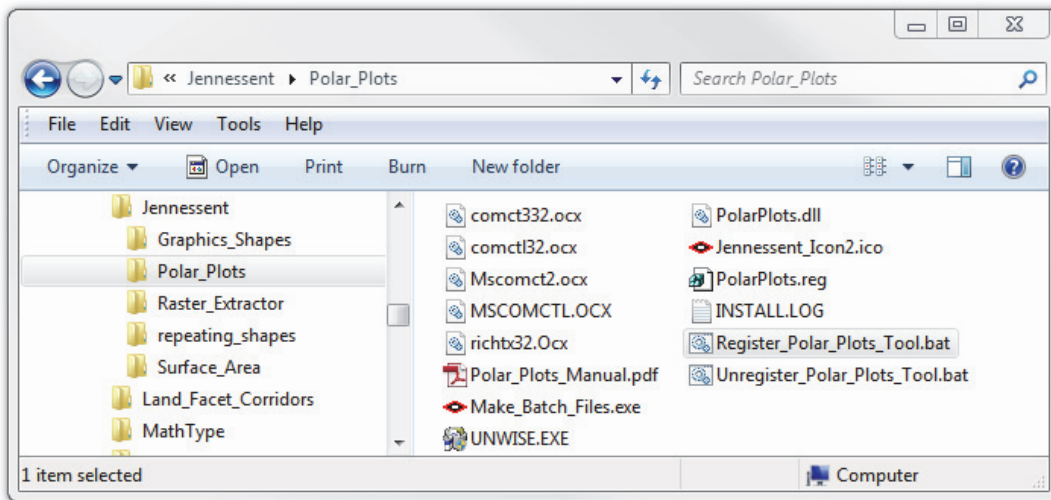 « Jennessent ▸ Polar_Plots
Search Polar_Plots
File Edit View Tools Help
Organize Open Print Burn New folder
Jennessent
Graphics_Shapes
Polar_Plots
Raster_Extractor
repeating_shapes
Surface_Area
Land_Facet_Corridors
MathType
comct332.ocx
comctl32.ocx
Mscomct2.ocx
MSCOMCTL.OCX
richtx32.Ocx
Polar_Plots_Manual.pdf
Make_Batch_Files.exe
UNWISE.EXE
PolarPlots.dll
Jennessent_Icon2.ico
PolarPlots.reg
INSTALL.LOG
Register_Polar_Plots_Tool.bat
Unregister_Polar_Plots_Tool.bat
1 item selected
Computer